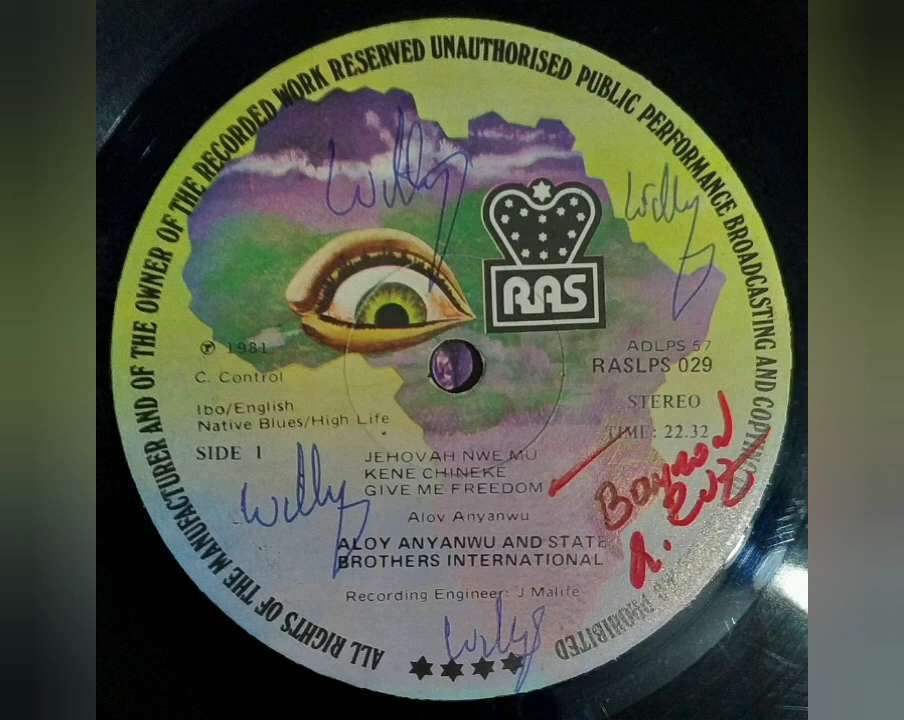 ALL RIGHTS OF THE MANUFACTURER AND OF THE OWNER OF THE RECORDED WORK RESERVED UNAUTHORISED PUBLIC PERFORMANCE BROADCASTING AND COPYING PROHIBITED
Willy
Willy
RAS
℗ 1981
C. Control
ADLPS 57
RASLPS 029
Ibo/English
Native Blues/High Life
STEREO
TIME: 22.32
SIDE 1
JEHOVAH NWE MU
KENE CHINEKE
GIVE ME FREEDOM
Willy
Aloy Anyanwu
ALOY ANYANWU AND STATE
BROTHERS INTERNATIONAL
Recording Engineer: J Malife
Willy